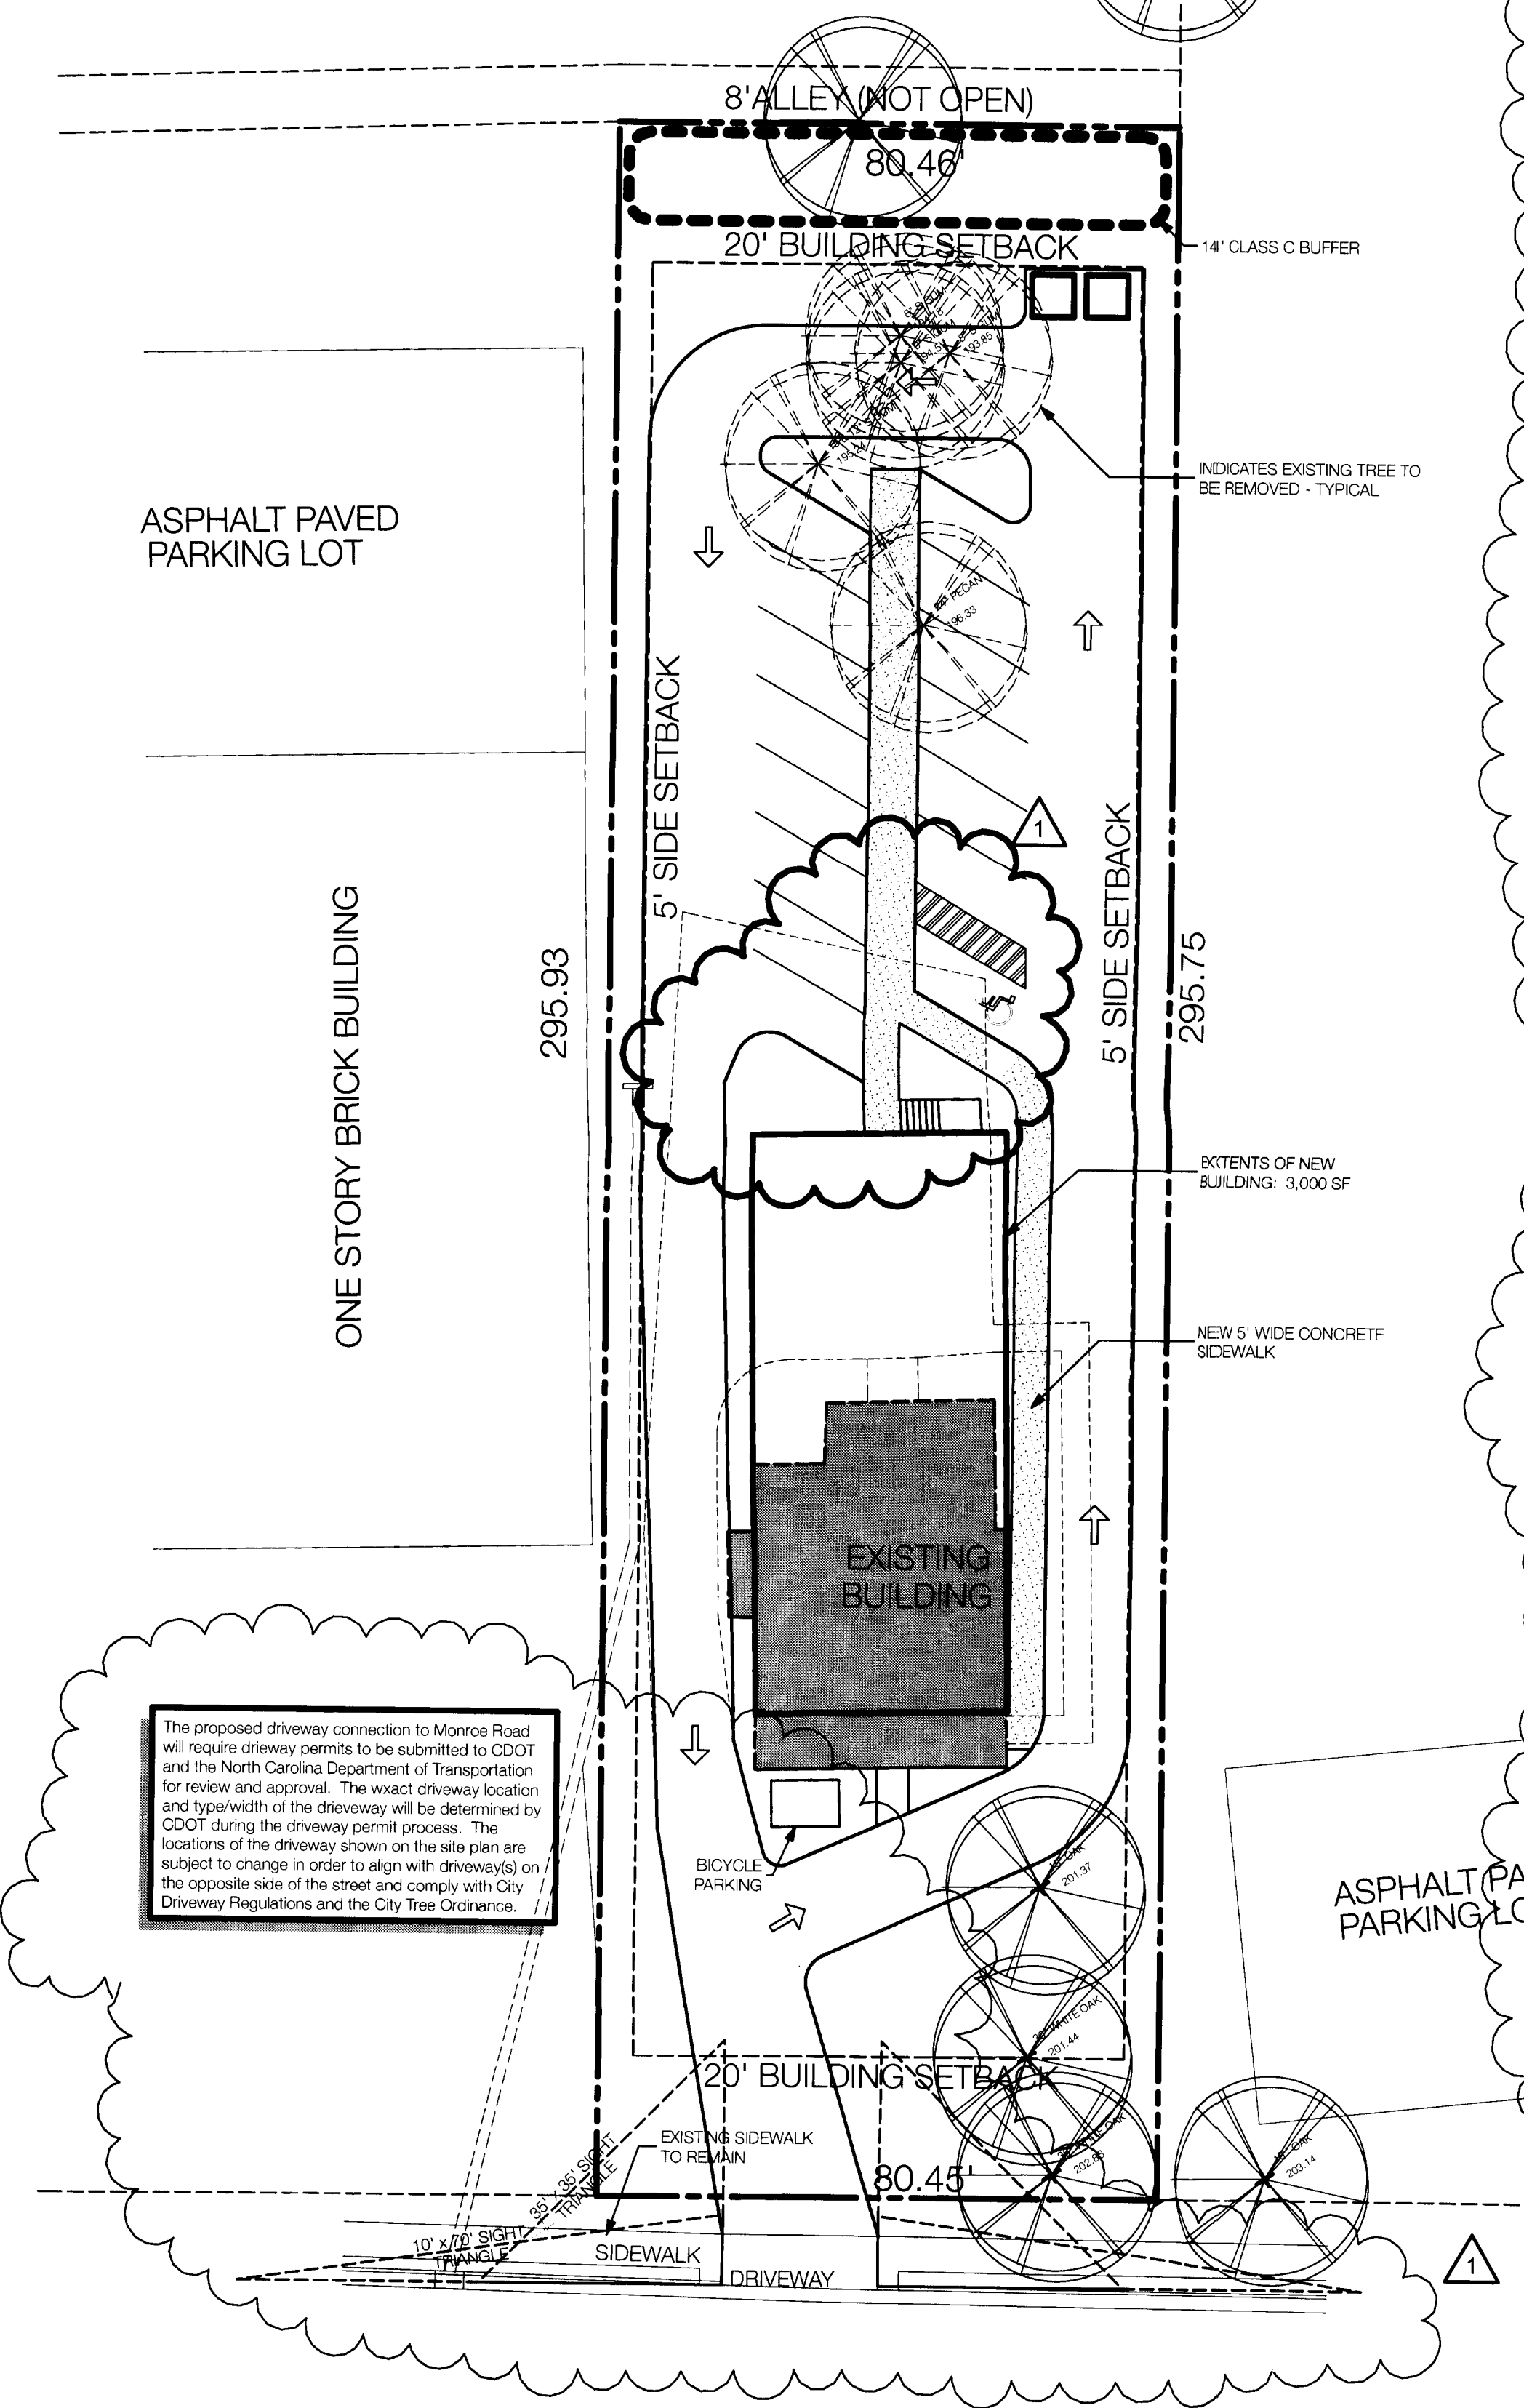 8'ALLEY (NOT OPEN)
80.46'
20' BUILDING SETBACK
14' CLASS C BUFFER
193.85
INDICATES EXISTING TREE TO
BE REMOVED - TYPICAL
ASPHALT PAVED
PARKING LOT
PECAN
196.33
5' SIDE SETBACK
1
5' SIDE SETBACK
ONE STORY BRICK BUILDING
295.93
295.75
EXTENTS OF NEW
BUILDING: 3,000 SF
NEW 5' WIDE CONCRETE
SIDEWALK
EXISTING
BUILDING
The proposed driveway connection to Monroe Road
will require drieway permits to be submitted to CDOT
and the North Carolina Department of Transportation
for review and approval. The wxact driveway location
and type/width of the drieveway will be determined by
CDOT during the driveway permit process. The
locations of the driveway shown on the site plan are
subject to change in order to align with driveway(s) on
the opposite side of the street and comply with City
Driveway Regulations and the City Tree Ordinance.
BICYCLE
PARKING
OAK
201.37
ASPHALT PA
PARKING LO
WHITE OAK
201.44
20' BUILDING SETBACK
EXISTING SIDEWALK
TO REMAIN
35' x 35' SIGHT
TRIANGLE
WHITE OAK
202.86
OAK
203.14
80.45'
10' x 70' SIGHT
TRIANGLE
SIDEWALK
DRIVEWAY
1